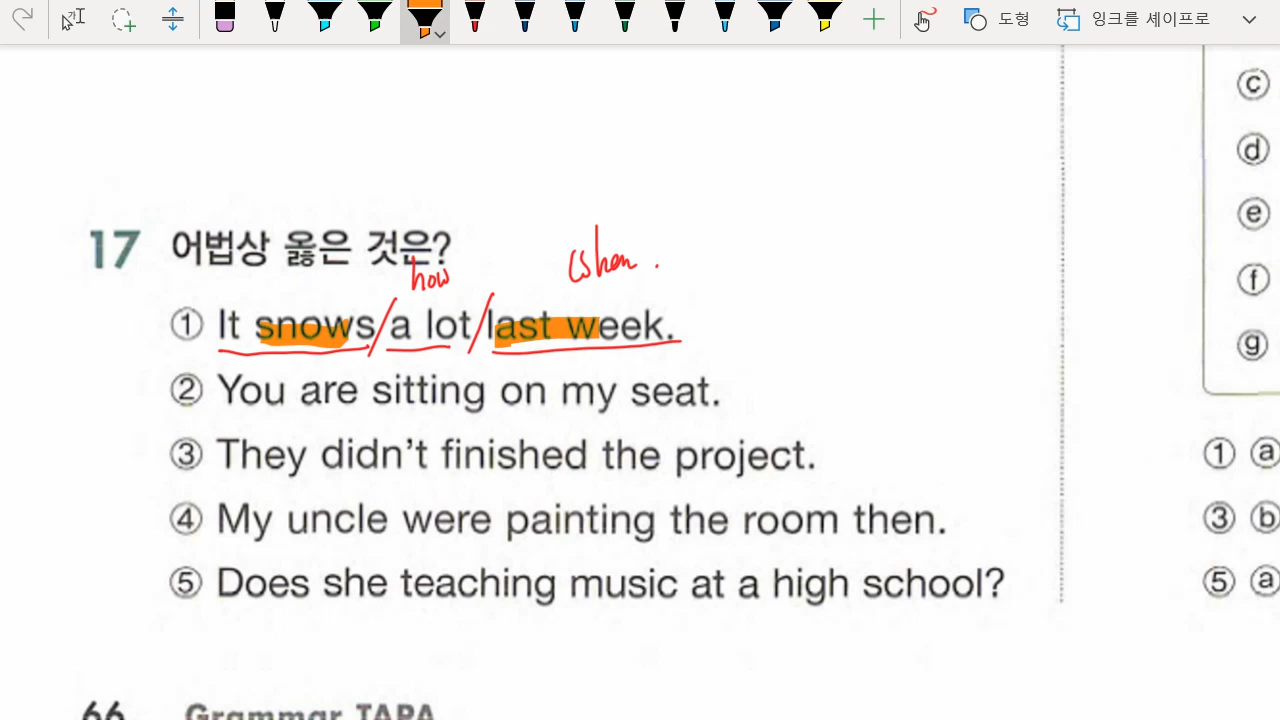 도형 잉크를 셰이프로
17 어법상 옳은 것은?
how when.
① It snows/a lot/last week.
② You are sitting on my seat.
③ They didn't finished the project.
④ My uncle were painting the room then.
⑤ Does she teaching music at a high school?
66 Grammar TAPA
ⓒ
ⓓ
ⓔ
ⓕ
ⓖ
① ⓐ
③ ⓑ
⑤ ⓐ